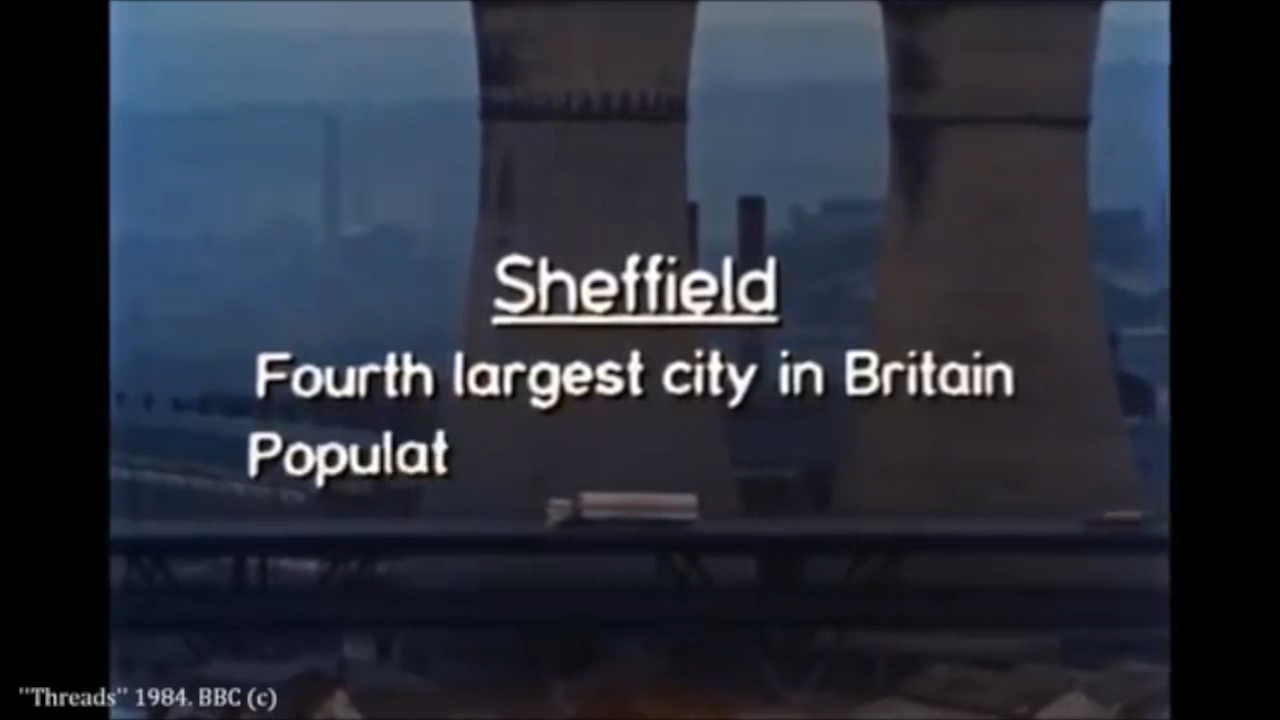 Sheffield
Fourth largest city in Britain
Populat
"Threads" 1984. BBC (c)